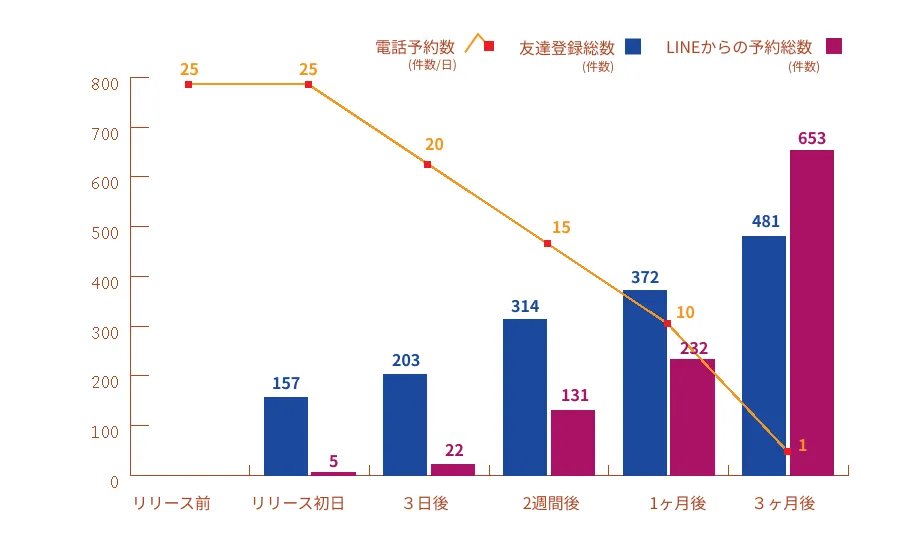 電話予約数
(件数/日)
友達登録総数
(件数)
LINEからの予約総数
(件数)
800
700
600
500
400
300
200
100
0
25
25
20
15
10
1
157
5
203
22
314
131
372
232
481
653
リリース前
リリース初日
３日後
2週間後
1ヶ月後
３ヶ月後